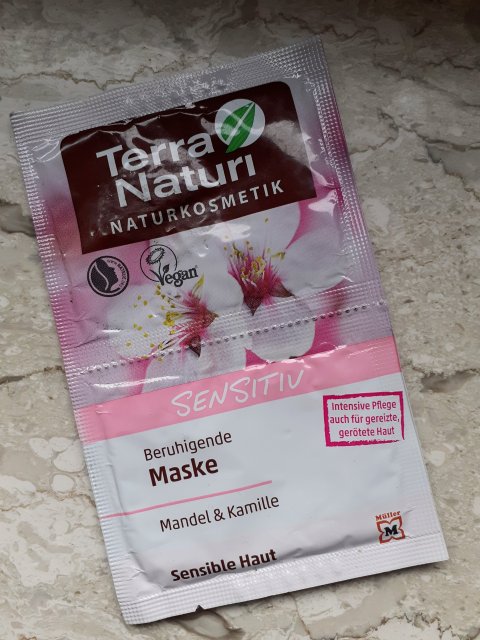 Terra
Naturi
NATURKOSMETIK
Vegan
SENSITIV
Intensive Pflege
auch für gereizte,
gerötete Haut
Beruhigende
Maske
Mandel & Kamille
Müller
M
Sensible Haut